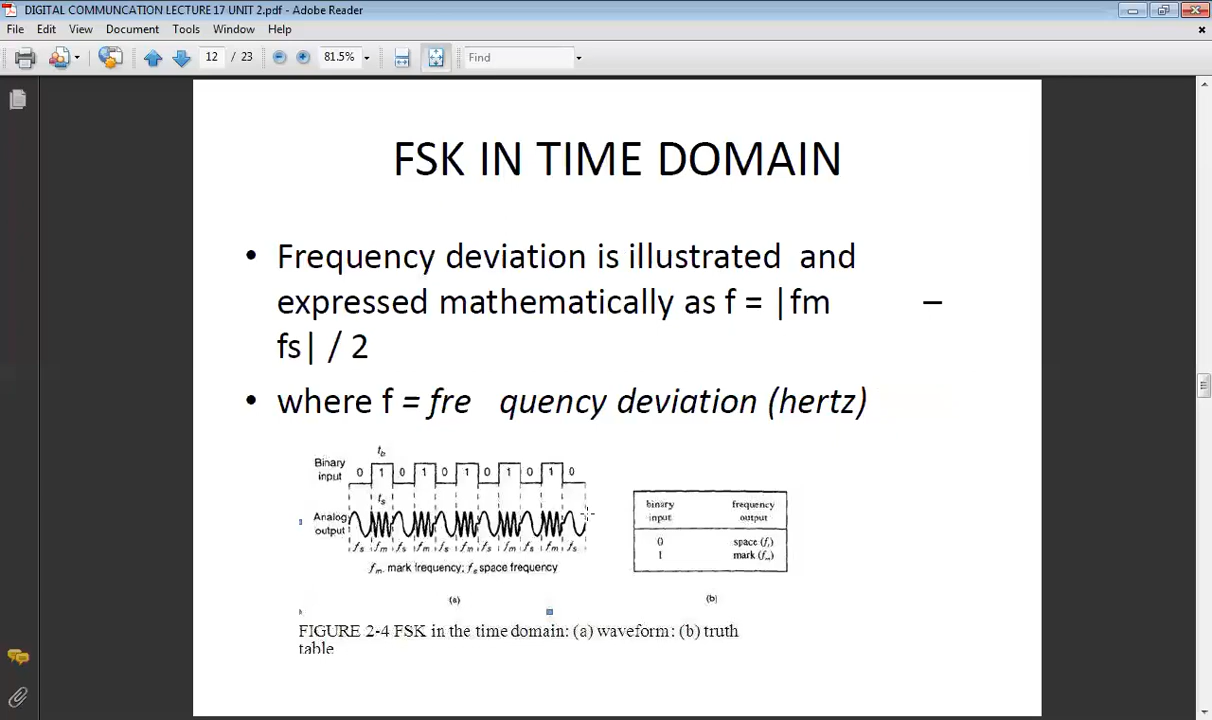 DIGITAL COMMUNCATION LECTURE 17 UNIT 2.pdf - Adobe Reader
File Edit View Document Tools Window Help
12 / 23 81.5% Find
FSK IN TIME DOMAIN
• Frequency deviation is illustrated and
expressed mathematically as f = |fm –
fs| / 2
• where f = fre quency deviation (hertz)
tb
Binary
input
0 1 0 1 0 1 0 1 0 1 0
ts
Analog
output
fs fm fs fm fs fm fs fm fs fm fs
fm. mark frequency; fs space frequency
(a)
binary frequency
input output
0 space (fs)
1 mark (fm)
(b)
FIGURE 2-4 FSK in the time domain: (a) waveform: (b) truth
table